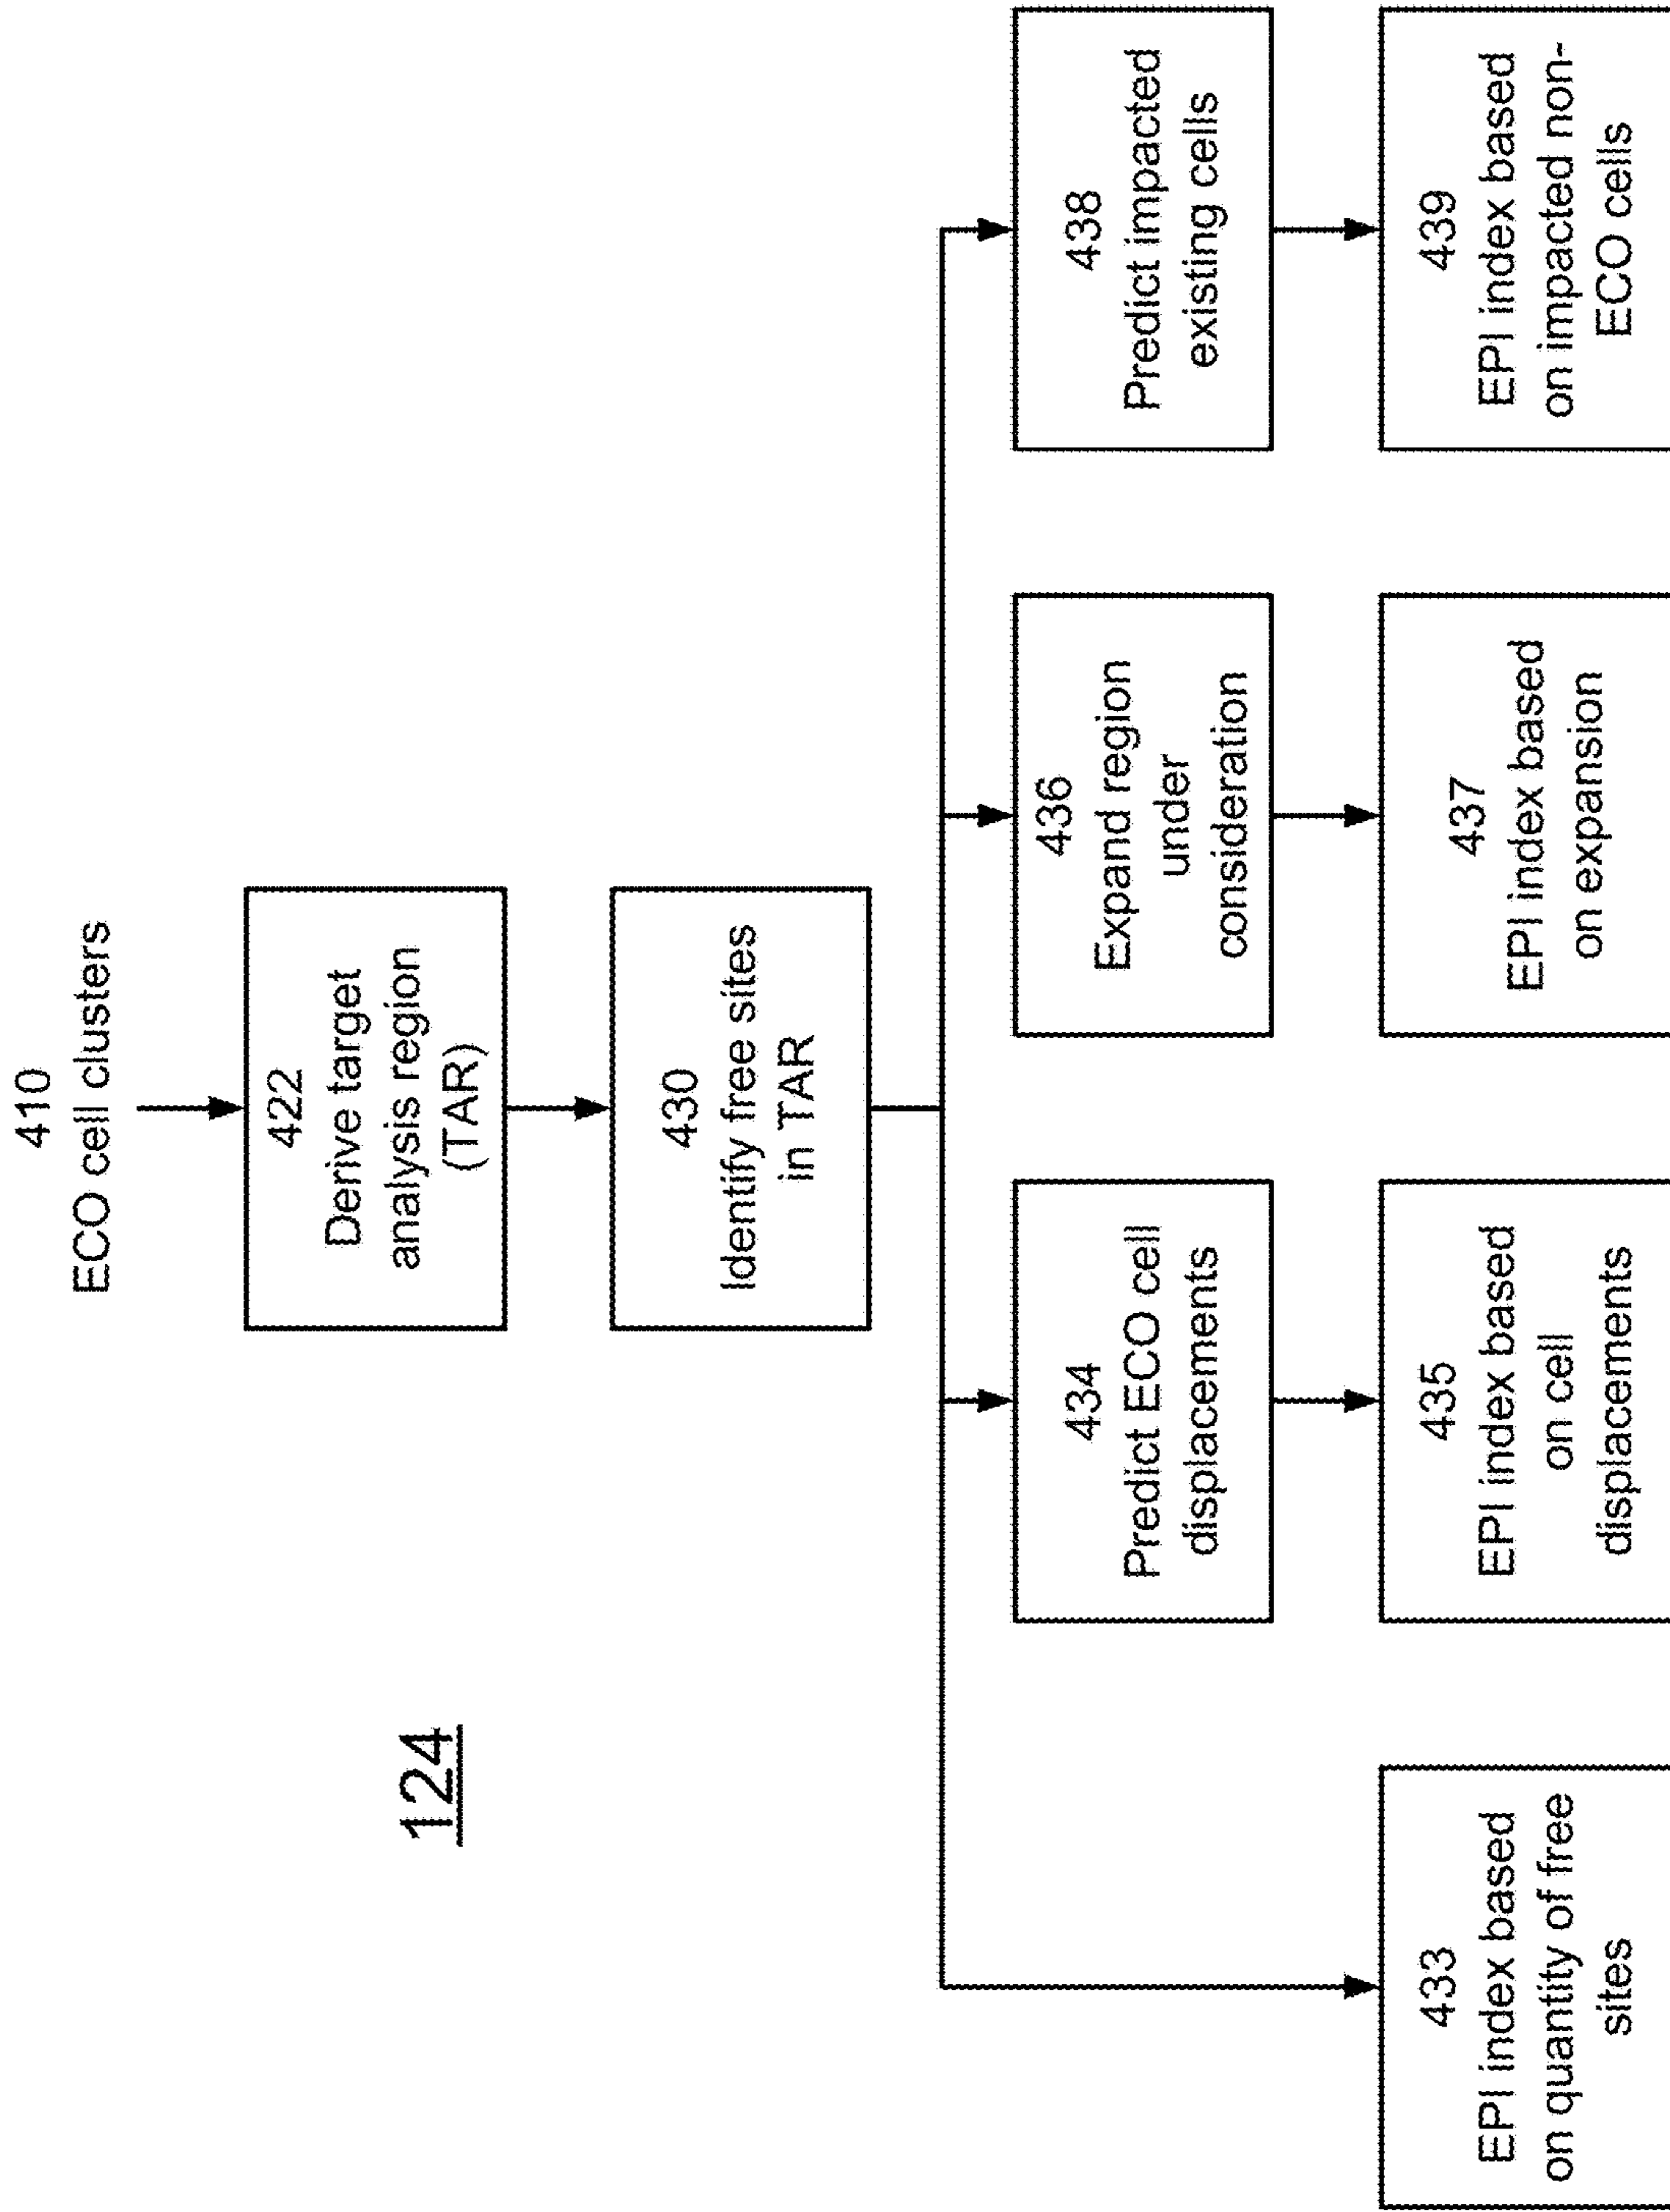 410
ECO cell clusters
124
422
Derive target
analysis region
(TAR)
430
Identify free sites
in TAR
434
Predict ECO cell
displacements
436
Expand region
under
consideration
438
Predict impacted
existing cells
433
EPI index based
on quantity of free
sites
435
EPI index based
on cell
displacements
437
EPI index based
on expansion
439
EPI index based
on impacted non-
ECO cells